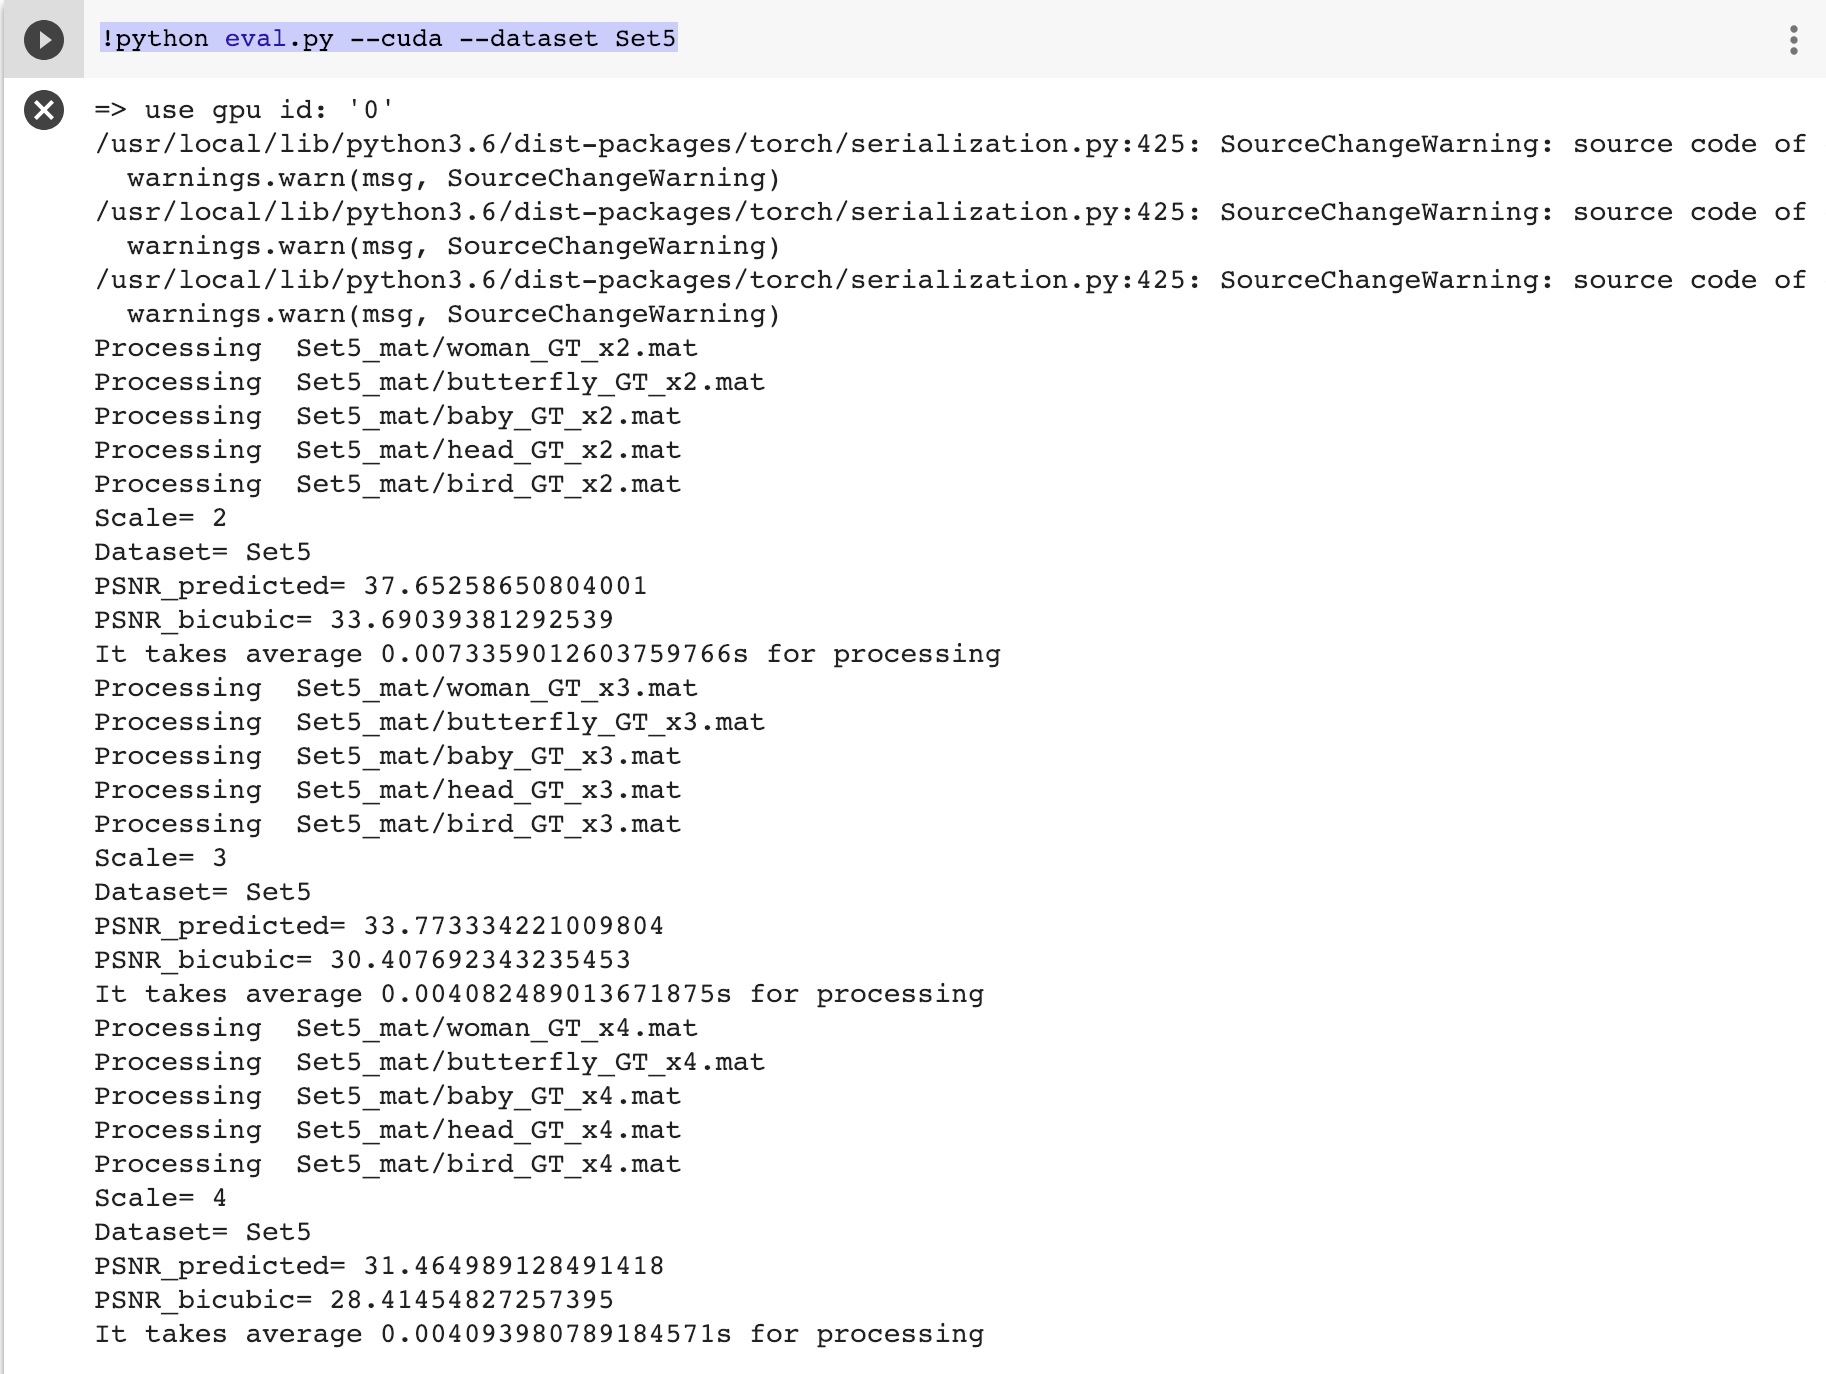 !python eval.py --cuda --dataset Set5
=> use gpu id: '0'
/usr/local/lib/python3.6/dist-packages/torch/serialization.py:425: SourceChangeWarning: source code of
  warnings.warn(msg, SourceChangeWarning)
/usr/local/lib/python3.6/dist-packages/torch/serialization.py:425: SourceChangeWarning: source code of
  warnings.warn(msg, SourceChangeWarning)
/usr/local/lib/python3.6/dist-packages/torch/serialization.py:425: SourceChangeWarning: source code of
  warnings.warn(msg, SourceChangeWarning)
Processing  Set5_mat/woman_GT_x2.mat
Processing  Set5_mat/butterfly_GT_x2.mat
Processing  Set5_mat/baby_GT_x2.mat
Processing  Set5_mat/head_GT_x2.mat
Processing  Set5_mat/bird_GT_x2.mat
Scale= 2
Dataset= Set5
PSNR_predicted= 37.65258650804001
PSNR_bicubic= 33.69039381292539
It takes average 0.0073359012603759766s for processing
Processing  Set5_mat/woman_GT_x3.mat
Processing  Set5_mat/butterfly_GT_x3.mat
Processing  Set5_mat/baby_GT_x3.mat
Processing  Set5_mat/head_GT_x3.mat
Processing  Set5_mat/bird_GT_x3.mat
Scale= 3
Dataset= Set5
PSNR_predicted= 33.773334221009804
PSNR_bicubic= 30.407692343235453
It takes average 0.004082489013671875s for processing
Processing  Set5_mat/woman_GT_x4.mat
Processing  Set5_mat/butterfly_GT_x4.mat
Processing  Set5_mat/baby_GT_x4.mat
Processing  Set5_mat/head_GT_x4.mat
Processing  Set5_mat/bird_GT_x4.mat
Scale= 4
Dataset= Set5
PSNR_predicted= 31.464989128491418
PSNR_bicubic= 28.41454827257395
It takes average 0.004093980789184571s for processing